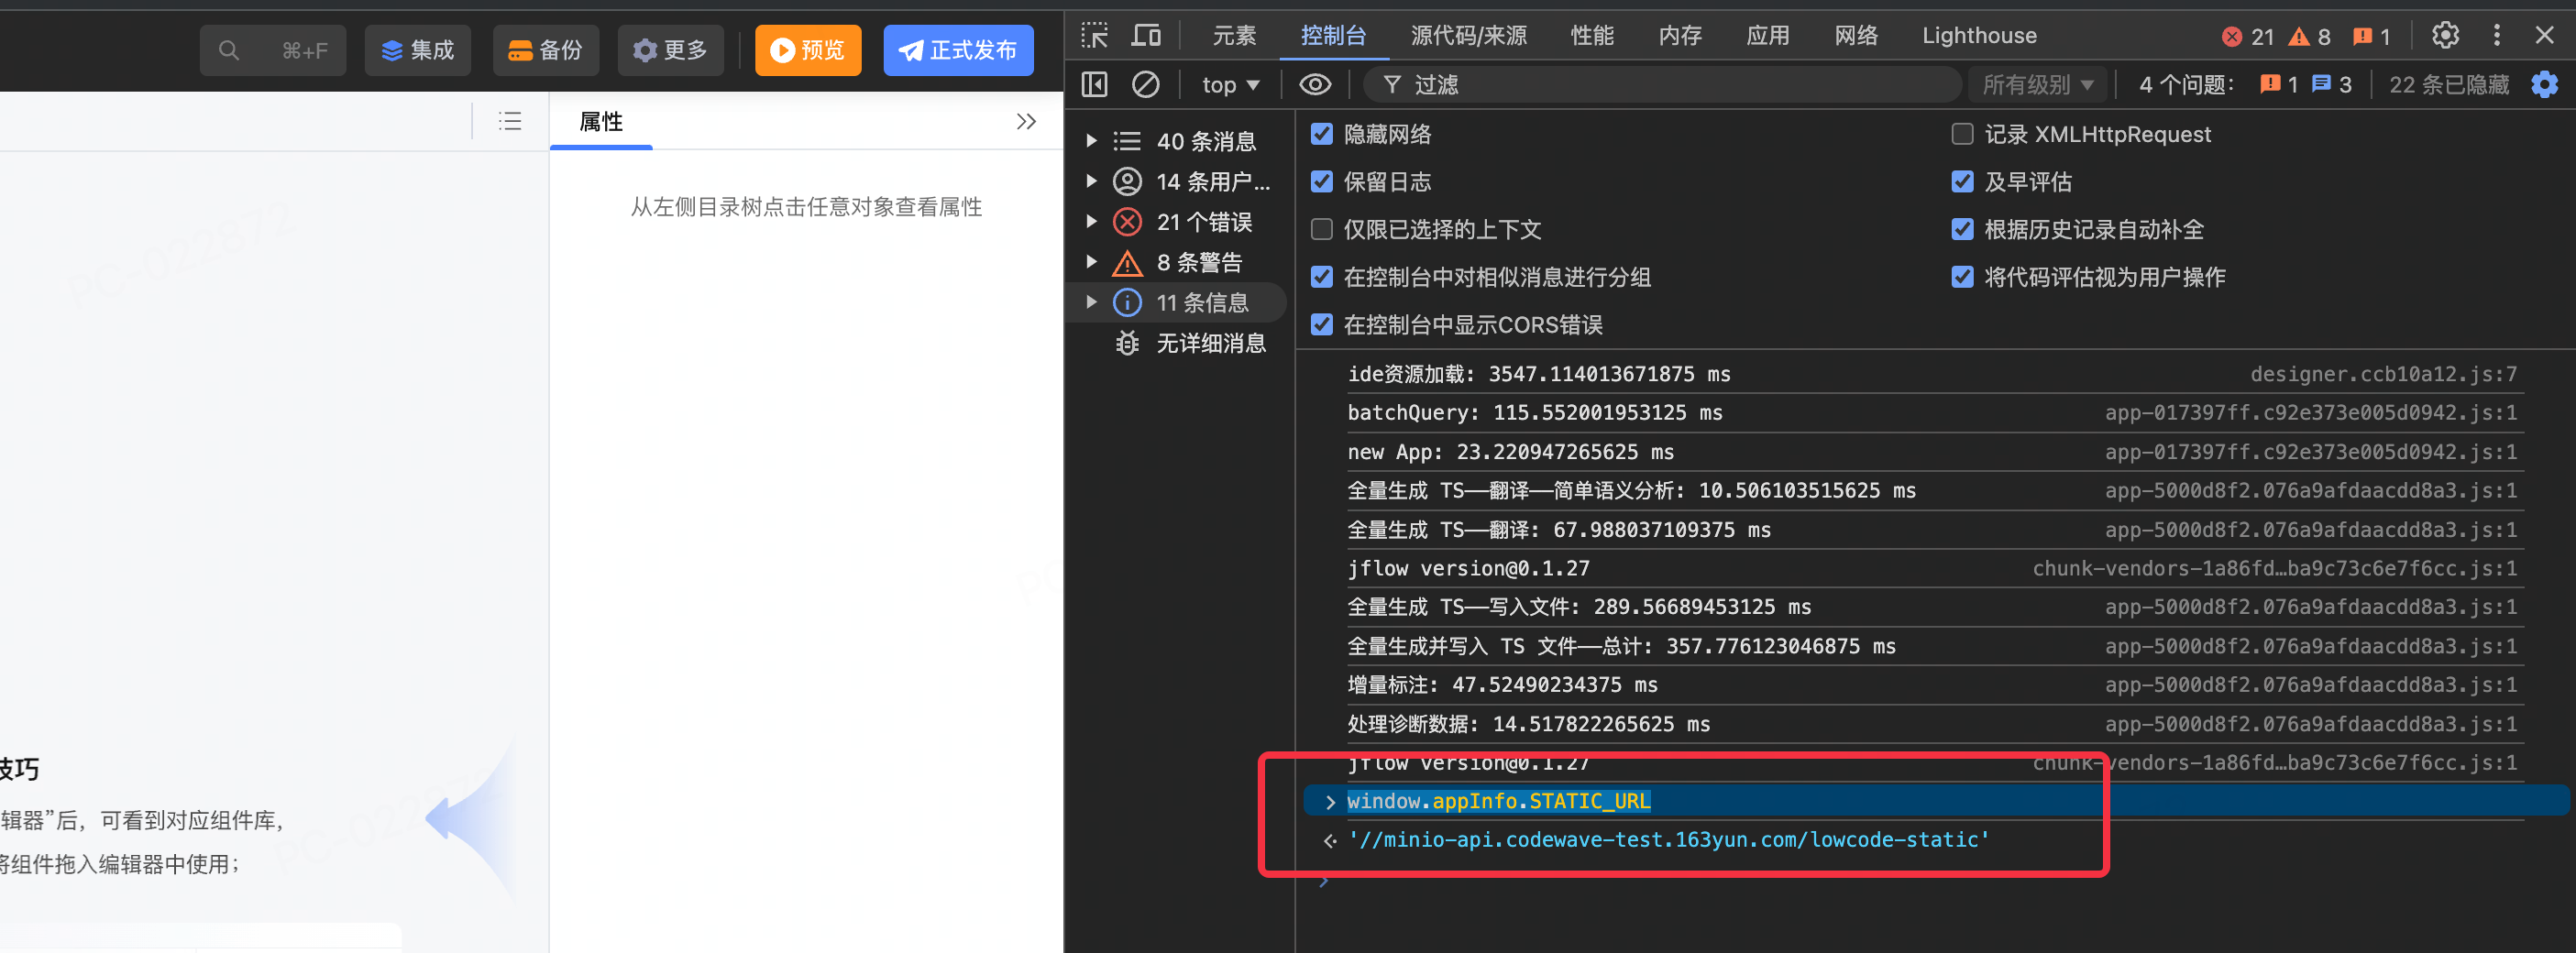 ⌘+F
集成
备份
更多
预览
正式发布
属性
从左侧目录树点击任意对象查看属性
PC-022872
技巧
辑器”后，可看到对应组件库，
将组件拖入编辑器中使用；
PC-022872
元素
控制台
源代码/来源
性能
内存
应用
网络
Lighthouse
21
8
1
top
过滤
所有级别
4 个问题：
1
3
22 条已隐藏
40 条消息
14 条用户...
21 个错误
8 条警告
11 条信息
无详细消息
隐藏网络
记录 XMLHttpRequest
保留日志
及早评估
仅限已选择的上下文
根据历史记录自动补全
在控制台中对相似消息进行分组
将代码评估视为用户操作
在控制台中显示CORS错误
ide资源加载: 3547.114013671875 ms
designer.ccb10a12.js:7
batchQuery: 115.552001953125 ms
app-017397ff.c92e373e005d0942.js:1
new App: 23.220947265625 ms
app-017397ff.c92e373e005d0942.js:1
全量生成 TS——翻译——简单语义分析: 10.506103515625 ms
app-5000d8f2.076a9afdaacdd8a3.js:1
全量生成 TS——翻译: 67.988037109375 ms
app-5000d8f2.076a9afdaacdd8a3.js:1
jflow version@0.1.27
chunk-vendors-1a86fd…ba9c73c6e7f6cc.js:1
全量生成 TS——写入文件: 289.56689453125 ms
app-5000d8f2.076a9afdaacdd8a3.js:1
全量生成并写入 TS 文件——总计: 357.776123046875 ms
app-5000d8f2.076a9afdaacdd8a3.js:1
增量标注: 47.52490234375 ms
app-5000d8f2.076a9afdaacdd8a3.js:1
处理诊断数据: 14.517822265625 ms
app-5000d8f2.076a9afdaacdd8a3.js:1
jflow version@0.1.27
chunk-vendors-1a86fd…ba9c73c6e7f6cc.js:1
window.appInfo.STATIC_URL
'//minio-api.codewave-test.163yun.com/lowcode-static'